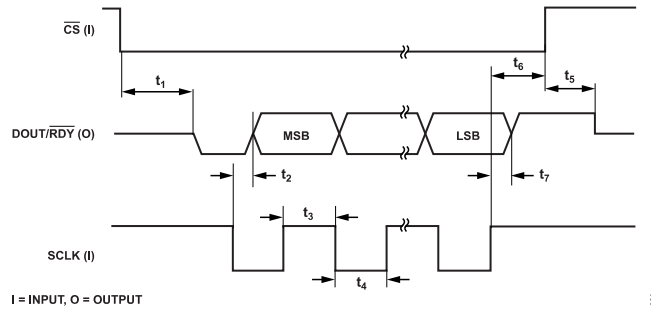 CS (I)
t1
t6
t5
DOUT/RDY (O)
MSB
LSB
t2
t7
t3
SCLK (I)
t4
I = INPUT, O = OUTPUT